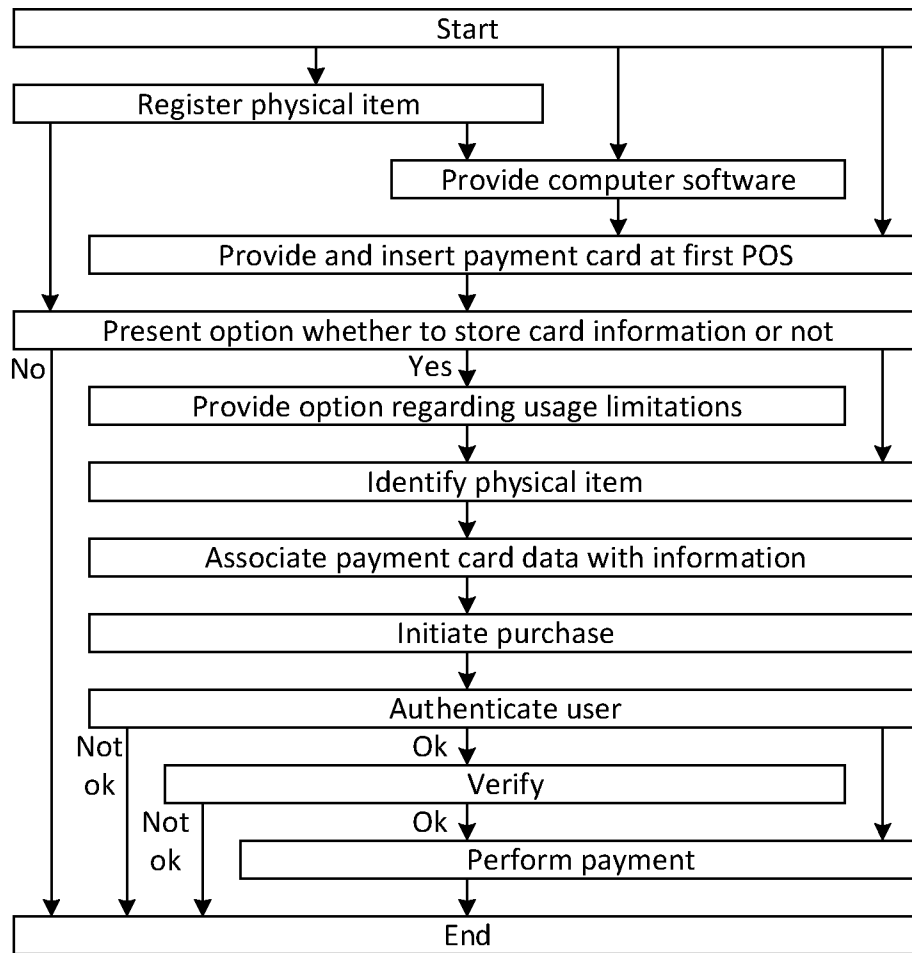 Start
Register physical item
Provide computer software
Provide and insert payment card at first POS
Present option whether to store card information or not
No
Yes
Provide option regarding usage limitations
Identify physical item
Associate payment card data with information
Initiate purchase
Authenticate user
Not
ok
Ok
Verify
Not
ok
Ok
Perform payment
End